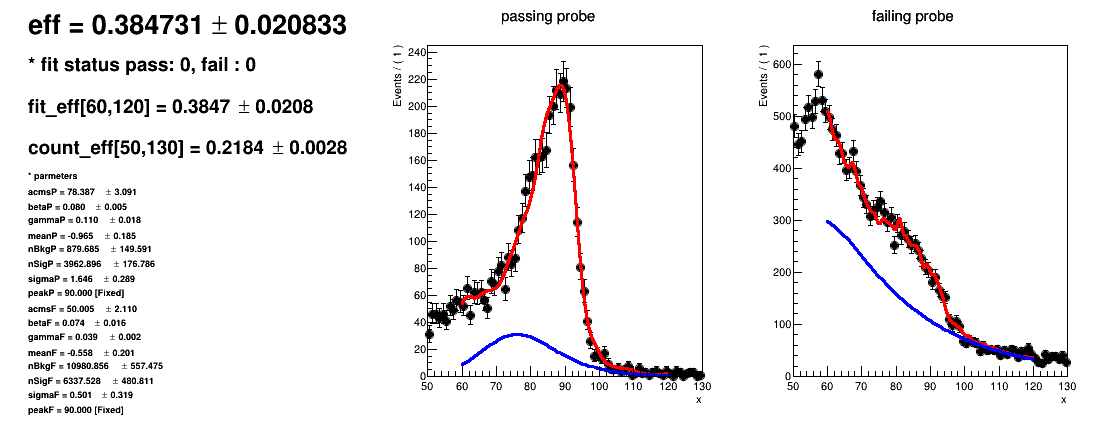 eff = 0.384731 ± 0.020833
* fit status pass: 0, fail : 0
fit_eff[60,120] = 0.3847 ± 0.0208
count_eff[50,130] = 0.2184 ± 0.0028
* parmeters
acmsP = 78.387 ± 3.091
betaP = 0.080 ± 0.005
gammaP = 0.110 ± 0.018
meanP = -0.965 ± 0.185
nBkgP = 879.685 ± 149.591
nSigP = 3962.896 ± 176.786
sigmaP = 1.646 ± 0.289
peakP = 90.000 [Fixed]
acmsF = 50.005 ± 2.110
betaF = 0.074 ± 0.016
gammaF = 0.039 ± 0.002
meanF = -0.558 ± 0.201
nBkgF = 10980.856 ± 557.475
nSigF = 6337.528 ± 480.811
sigmaF = 0.501 ± 0.319
peakF = 90.000 [Fixed]
passing probe
Events / ( 1 )
240
220
200
180
160
140
120
100
80
60
40
20
0
50 60 70 80 90 100 110 120 130
x
failing probe
Events / ( 1 )
600
500
400
300
200
100
0
50 60 70 80 90 100 110 120 130
x